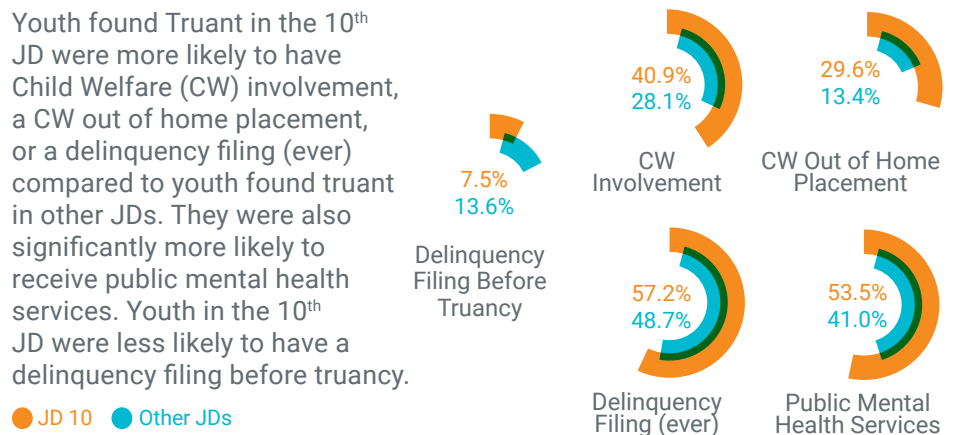 Youth found Truant in the 10th
JD were more likely to have
Child Welfare (CW) involvement,
a CW out of home placement,
or a delinquency filing (ever)
compared to youth found truant
in other JDs. They were also
significantly more likely to
receive public mental health
services. Youth in the 10th
JD were less likely to have a
delinquency filing before truancy.
JD 10 Other JDs
7.5%
13.6%
Delinquency
Filing Before
Truancy
40.9%
28.1%
CW
Involvement
29.6%
13.4%
CW Out of Home
Placement
57.2%
48.7%
Delinquency
Filing (ever)
53.5%
41.0%
Public Mental
Health Services